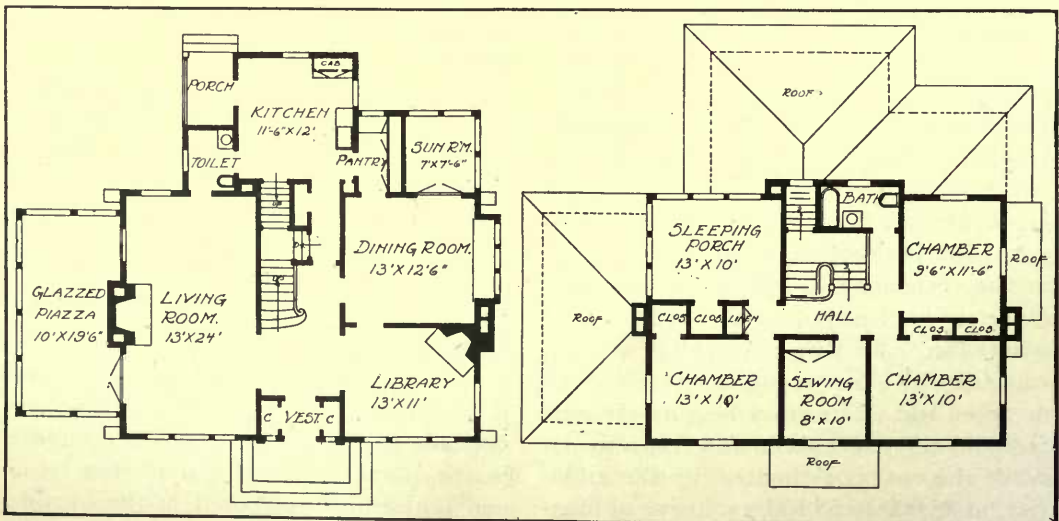 PORCH
CAB
KITCHEN
11'-6"X12'
TOILET
PANTRY
SUN RM.
7'X7'-6"
UP
D
UP
DINING ROOM.
13'X12'6"
GLAZZED
PIAZZA
10'X19'6"
LIVING
ROOM.
13'X24'
LIBRARY
13'X11'
C
VEST.
C
ROOF
BATH
SLEEPING
PORCH
13'X10'
CHAMBER
9'6"X11'-6"
ROOF
ROOF
CLOS.
CLOS.
LINEN
HALL
CLOS.
CLOS.
CHAMBER
13'X10'
SEWING
ROOM
8'X10'
CHAMBER
13'X10'
ROOF